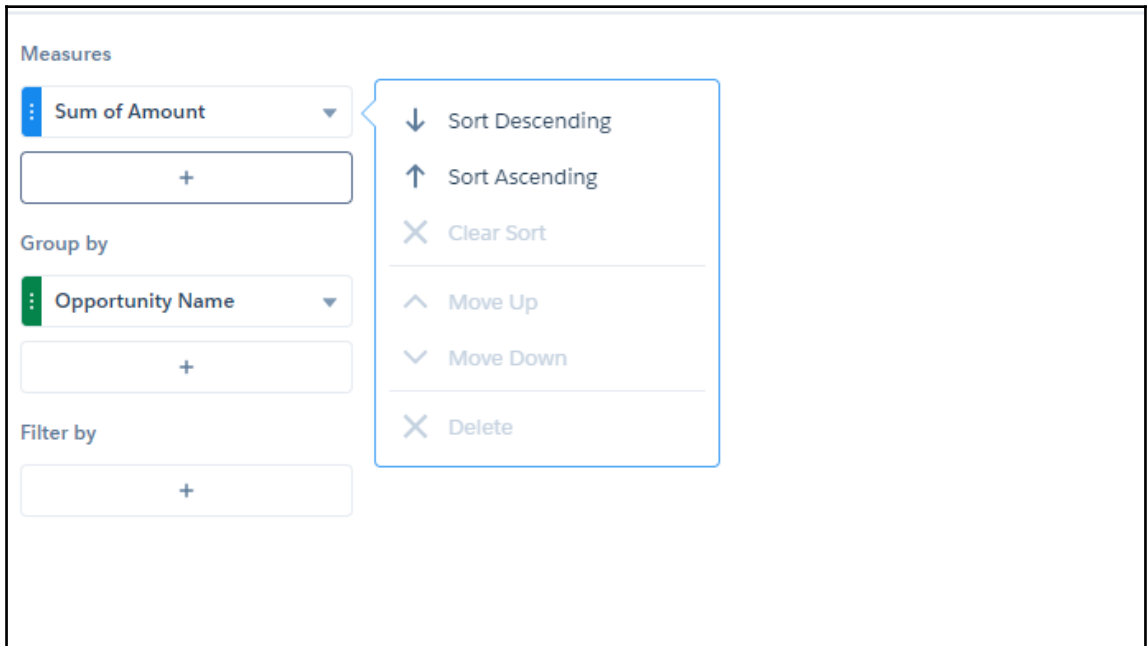 Measures
Sum of Amount
+
Group by
Opportunity Name
+
Filter by
+
Sort Descending
Sort Ascending
Clear Sort
Move Up
Move Down
Delete